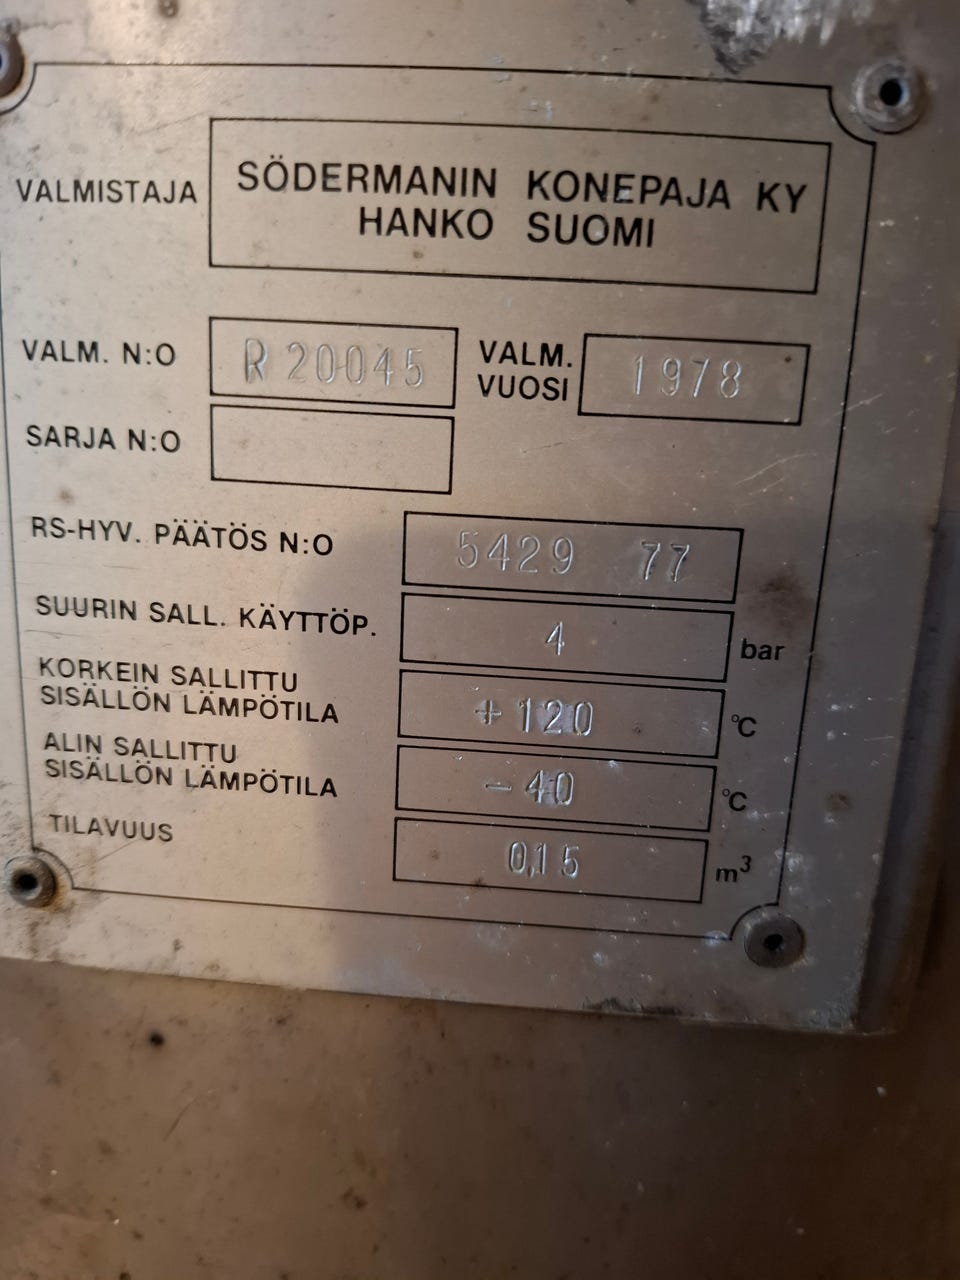 VALMISTAJA
SÖDERMANIN KONEPAJA KY
HANKO SUOMI
VALM. N:O R 20045
VALM. VUOSI 1978
SARJA N:O
RS-HYV. PÄÄTÖS N:O 5429 77
SUURIN SALL. KÄYTTÖP. 4 bar
KORKEIN SALLITTU
SISÄLLÖN LÄMPÖTILA +120 °C
ALIN SALLITTU
SISÄLLÖN LÄMPÖTILA -40 °C
TILAVUUS 0,15 m³